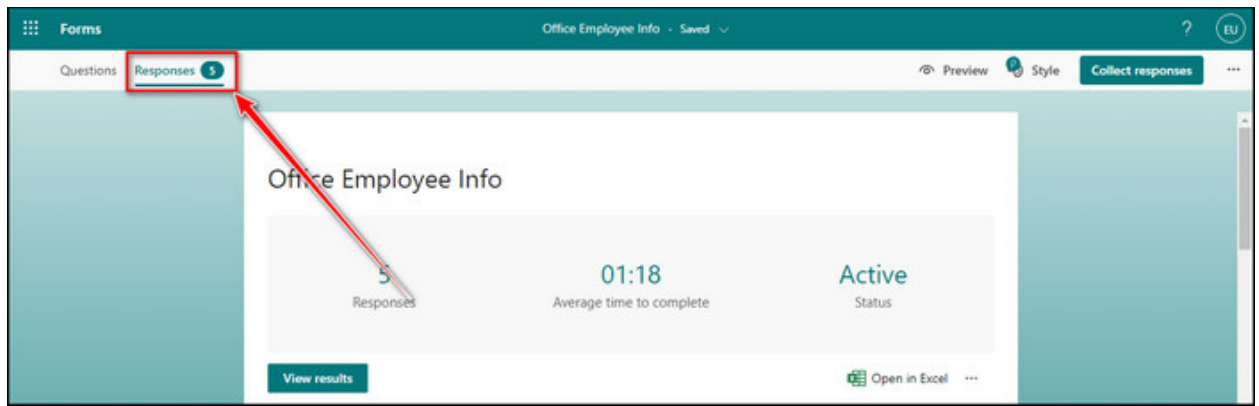 Forms
Office Employee Info - Saved
?
EU
Questions
Responses 5
Preview
Style
Collect responses
...
Office Employee Info
5
Responses
01:18
Average time to complete
Active
Status
View results
Open in Excel
...